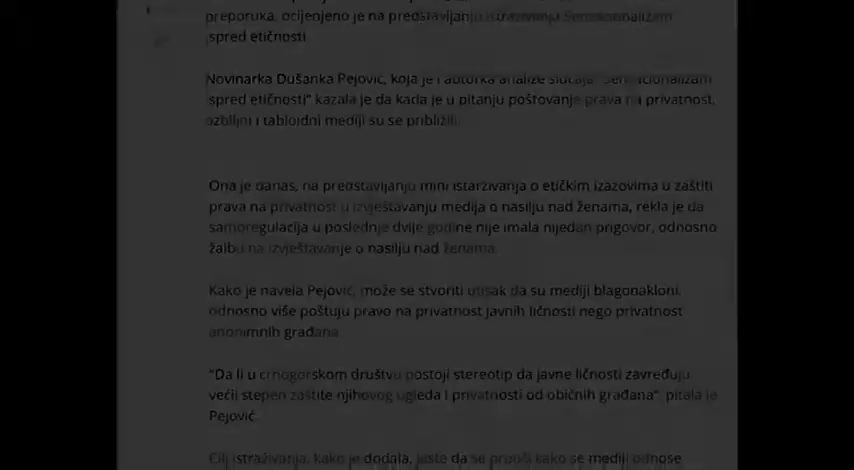 preporuka, ocijenjeno je na predstavljanju istraživanja Senzacionalizam
ispred etičnosti.
Novinarka Dušanka Pejović, koja je i autorka analize slučaja "Senzacionalizam
ispred etičnosti" kazala je da kada je u pitanju poštovanje prava na privatnost,
ozbiljni i tabloidni mediji su se približili.
Ona je danas, na predstavljanju mini istarzivanja o etičkim izazovima u zaštiti
prava na privatnost u izvještavanju medija o nasilju nad ženama, rekla je da
samoregulacija u poslednje dvije godine nije imala nijedan prigovor, odnosno
žalbu na izvještavanje o nasilju nad ženama.
Kako je navela Pejović, može se stvoriti utisak da su mediji blagonakloni,
odnosno više poštuju pravo na privatnost javnih ličnosti nego privatnost
anonimnih građana.
"Da li u crnogorskom društvu postoji stereotip da javne ličnosti zavređuju
veći stepen zaštite njihovog ugleda i privatnosti od običnih građana", pitala je
Pejović.
Cilj istraživanja, kako je dodala, jeste da se propita kako se mediji odnose